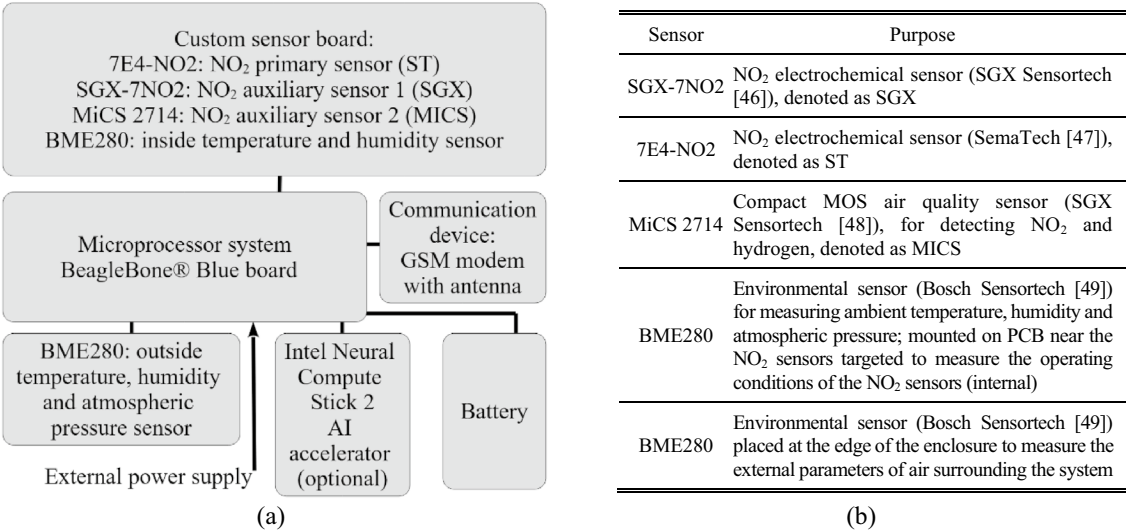 Custom sensor board:
7E4-NO2: NO₂ primary sensor (ST)
SGX-7NO2: NO₂ auxiliary sensor 1 (SGX)
MiCS 2714: NO₂ auxiliary sensor 2 (MICS)
BME280: inside temperature and humidity sensor
Microprocessor system
BeagleBone® Blue board
Communication
device:
GSM modem
with antenna
BME280: outside
temperature, humidity
and atmospheric
pressure sensor
Intel Neural
Compute
Stick 2
AI
accelerator
(optional)
Battery
External power supply
(a)
Sensor Purpose
SGX-7NO2 NO₂ electrochemical sensor (SGX Sensortech
[46]), denoted as SGX
7E4-NO2 NO₂ electrochemical sensor (SemaTech [47]),
denoted as ST
Compact MOS air quality sensor (SGX
MiCS 2714 Sensortech [48]), for detecting NO₂ and
hydrogen, denoted as MICS
Environmental sensor (Bosch Sensortech [49])
for measuring ambient temperature, humidity and
BME280 atmospheric pressure; mounted on PCB near the
NO₂ sensors targeted to measure the operating
conditions of the NO₂ sensors (internal)
Environmental sensor (Bosch Sensortech [49])
BME280 placed at the edge of the enclosure to measure the
external parameters of air surrounding the system
(b)